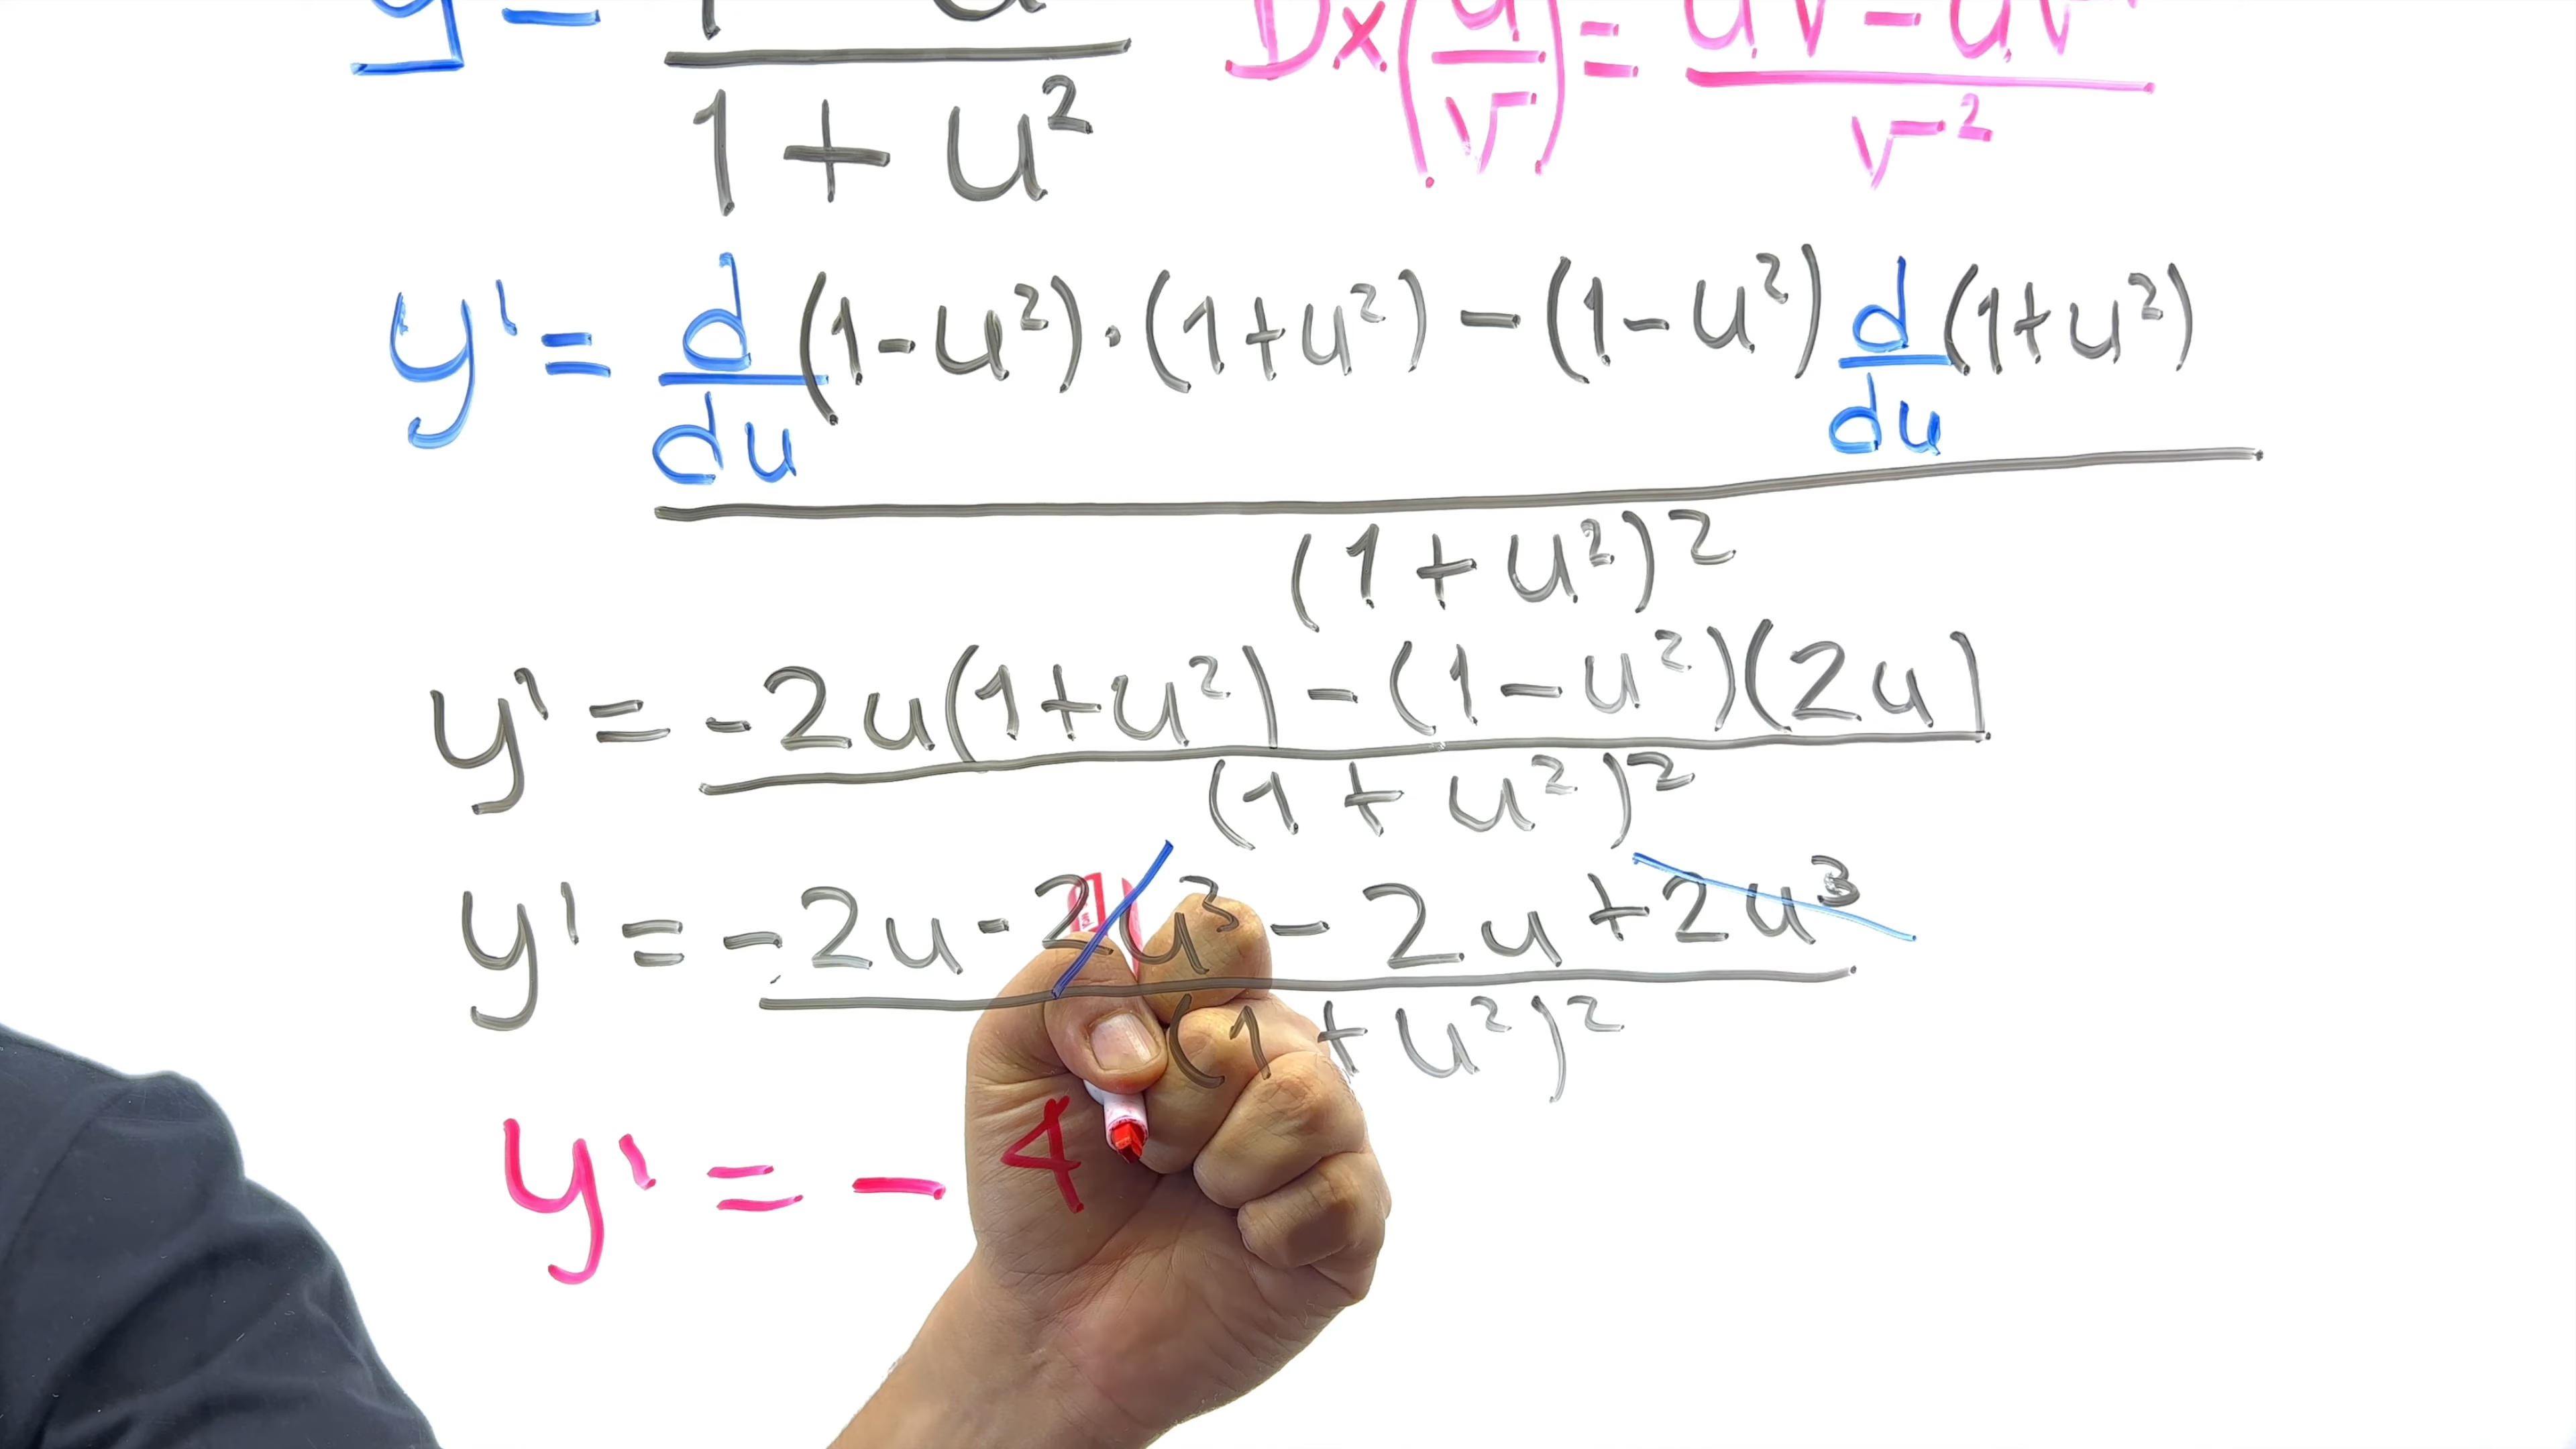 y = 1 - u
1 + u²
Dx(u/v) = u'v - uv'
v²
y' = d/du (1-u²)·(1+u²) - (1-u²) d/du (1+u²)
(1+u²)²
y' = -2u(1+u²) - (1-u²)(2u)
(1+u²)²
y' = -2u - 2u³ - 2u + 2u³
(1+u²)²
y' = - 4